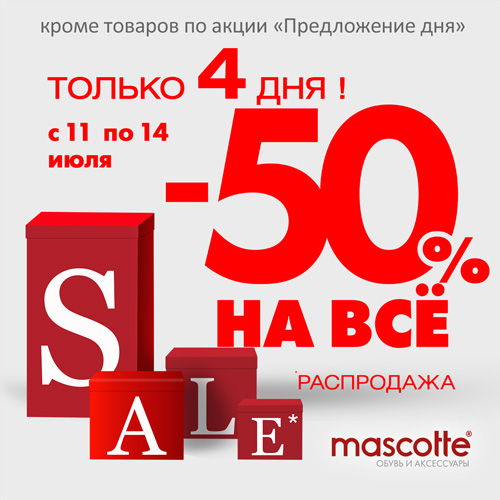 кроме товаров по акции «Предложение дня»
ТОЛЬКО 4 ДНЯ !
с 11 по 14
июля
-50%
НА ВСЁ
SALE*
РАСПРОДАЖА
mascotte®
ОБУВЬ И АКСЕССУАРЫ